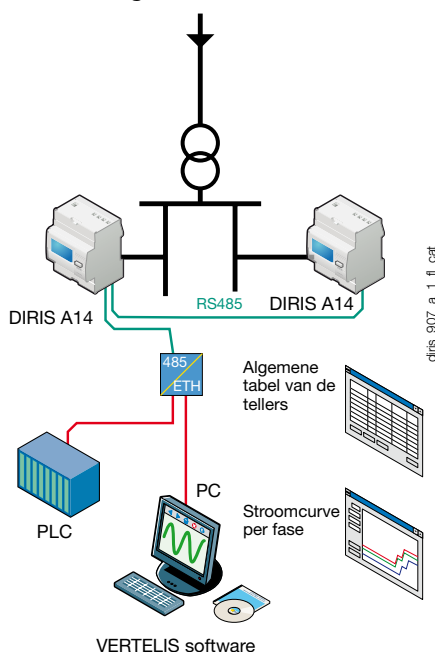 RS485
DIRIS A14
DIRIS A14
diris_907_a_1_fl_cat
485
ETH
Algemene
tabel van de
tellers
PC
PLC
Stroomcurve
per fase
VERTELIS software